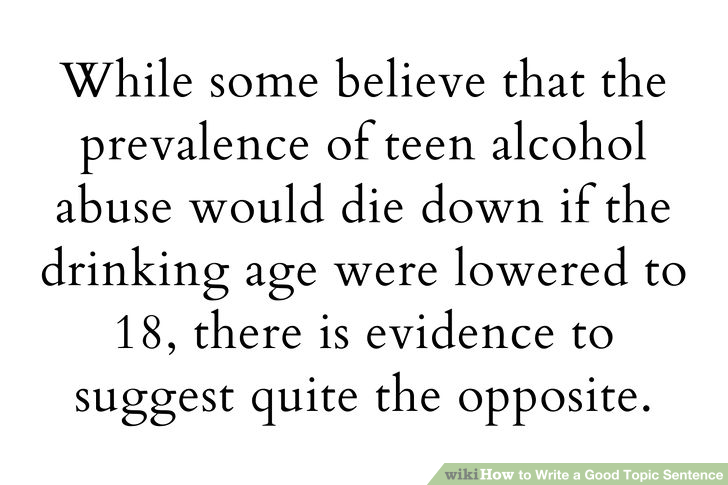 While some believe that the
prevalence of teen alcohol
abuse would die down if the
drinking age were lowered to
18, there is evidence to
suggest quite the opposite.
wikiHow to Write a Good Topic Sentence